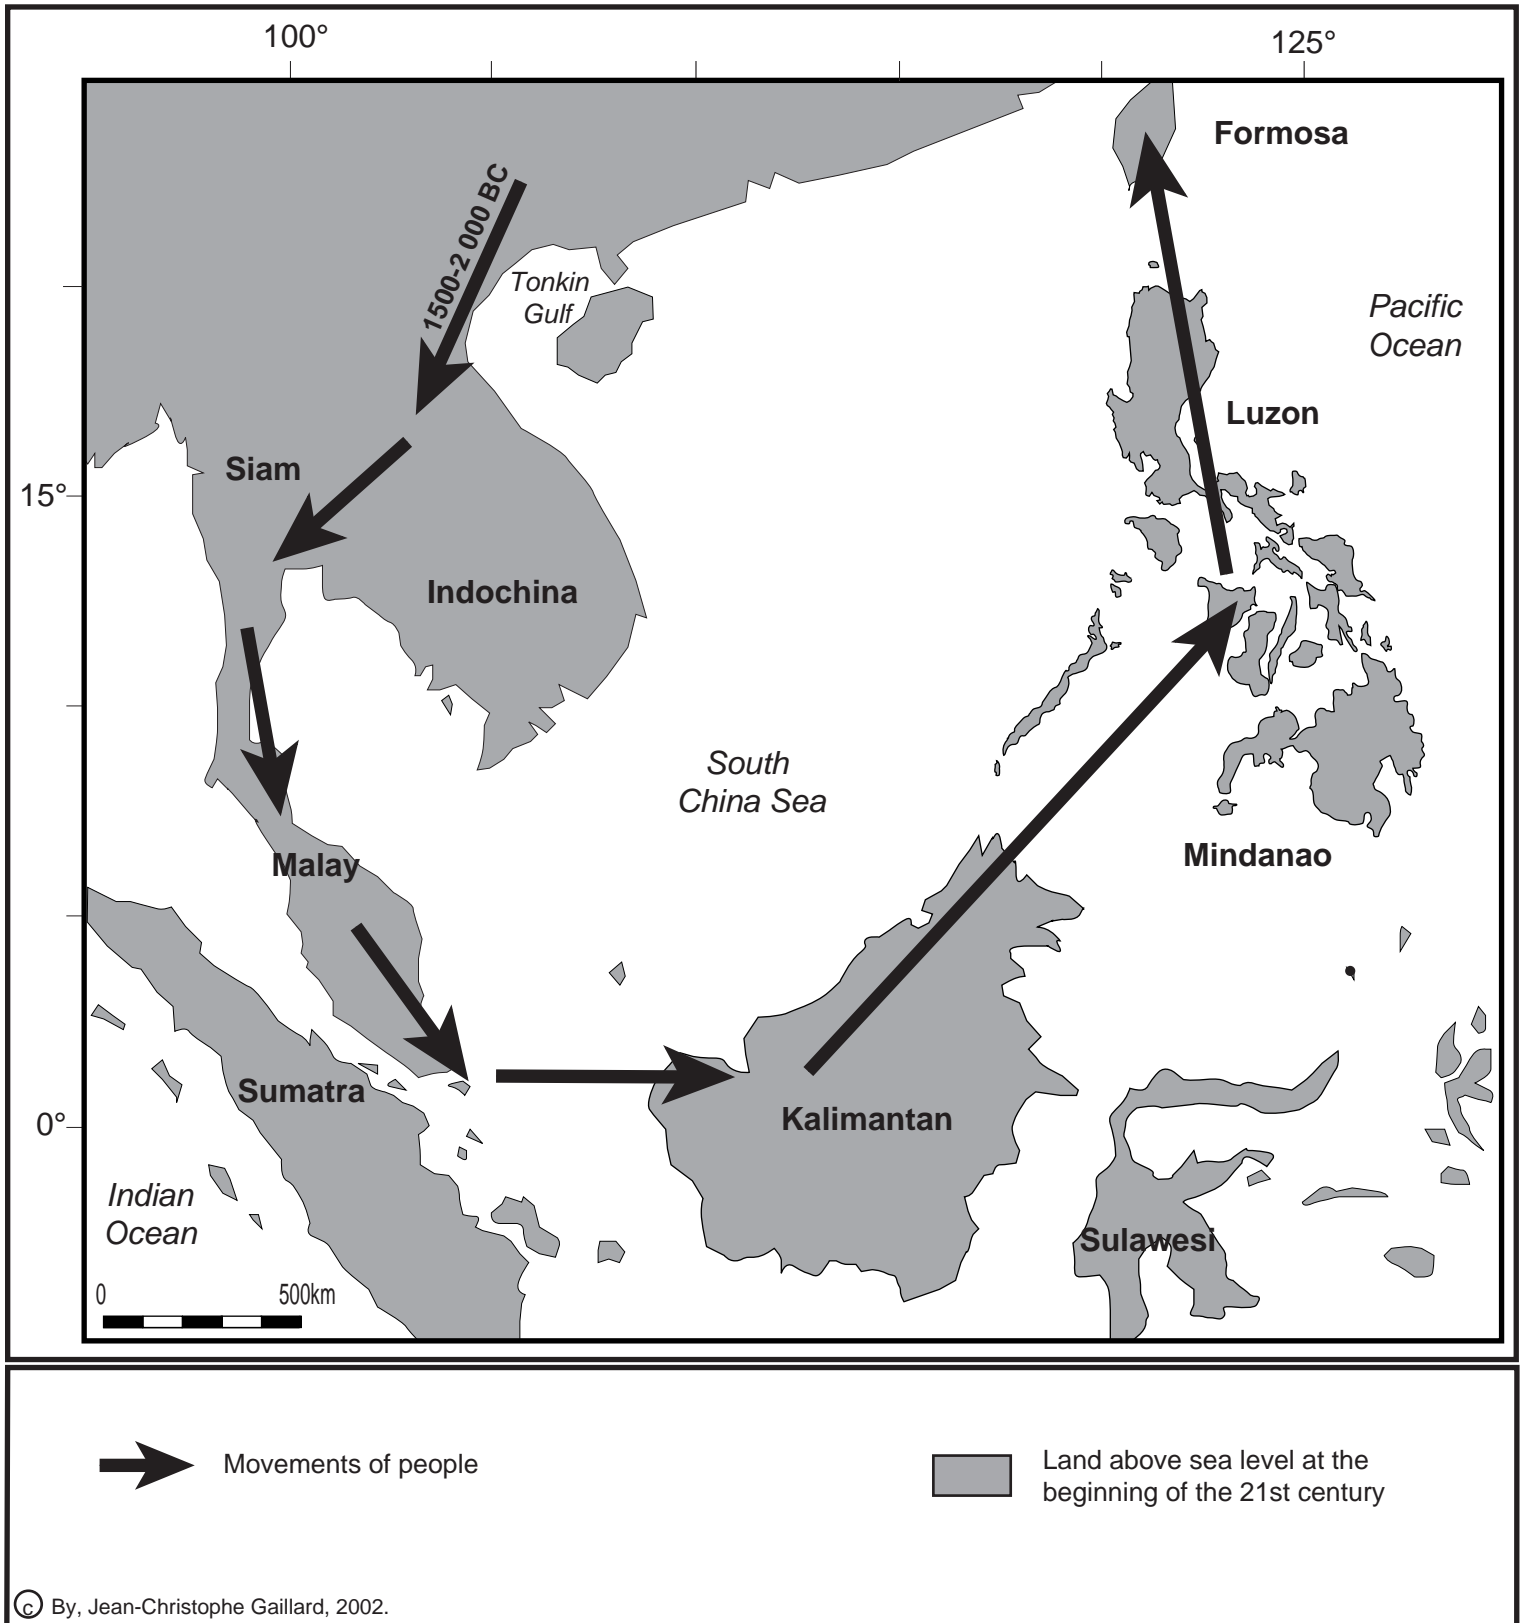 100°
125°
Formosa
1500-2 000 BC
Tonkin
Gulf
Pacific
Ocean
Luzon
Siam
15°
Indochina
South
China Sea
Malay
Mindanao
Sumatra
Kalimantan
0°
Indian
Ocean
Sulawesi
0 500km
Movements of people
Land above sea level at the
beginning of the 21st century
© By, Jean-Christophe Gaillard, 2002.